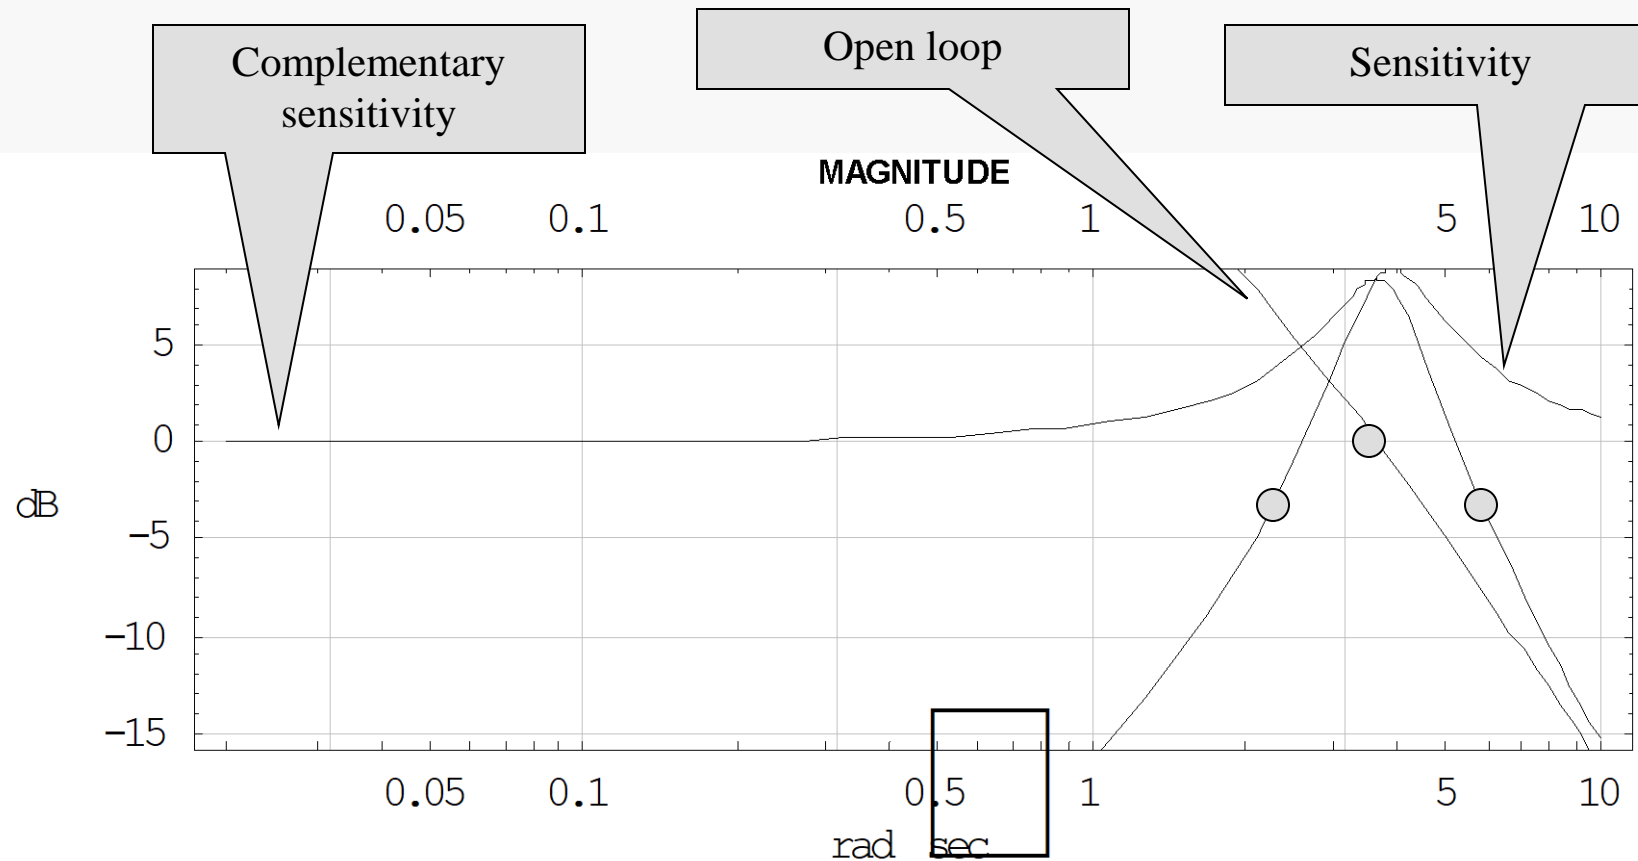 Complementary
sensitivity
Open loop
Sensitivity
MAGNITUDE
0.05 0.1 0.5 1 5 10
5
0
dB
-5
-10
-15
0.05 0.1 0.5 1 5 10
rad sec